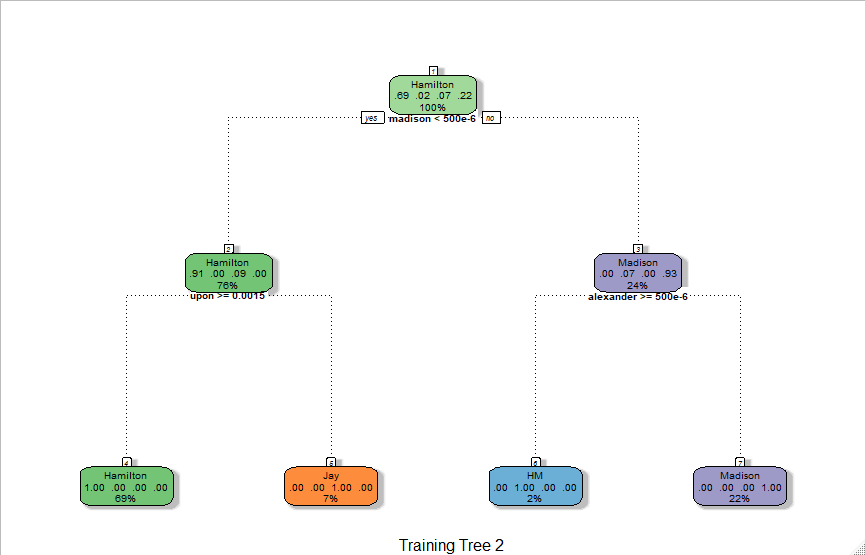 1
Hamilton
.69 .02 .07 .22
100%
yes madison < 500e-6 no
2
Hamilton
.91 .00 .09 .00
76%
upon >= 0.0015
3
Madison
.00 .07 .00 .93
24%
alexander >= 500e-6
4
Hamilton
1.00 .00 .00 .00
69%
5
Jay
.00 .00 1.00 .00
7%
6
HM
.00 1.00 .00 .00
2%
7
Madison
.00 .00 .00 1.00
22%
Training Tree 2